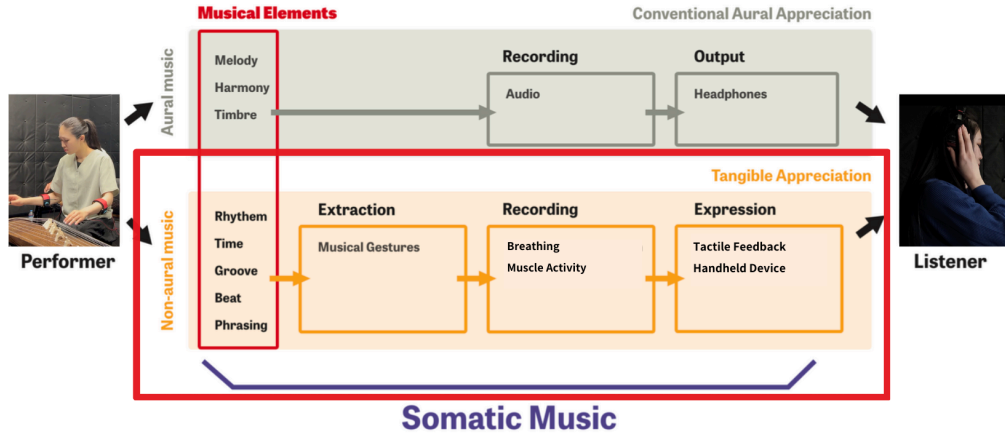 Musical Elements
Conventional Aural Appreciation
Aural music
Melody
Harmony
Timbre
Recording
Audio
Output
Headphones
Tangible Appreciation
Non-aural music
Rhythem
Time
Groove
Beat
Phrasing
Extraction
Musical Gestures
Recording
Breathing
Muscle Activity
Expression
Tactile Feedback
Handheld Device
Performer
Listener
Somatic Music